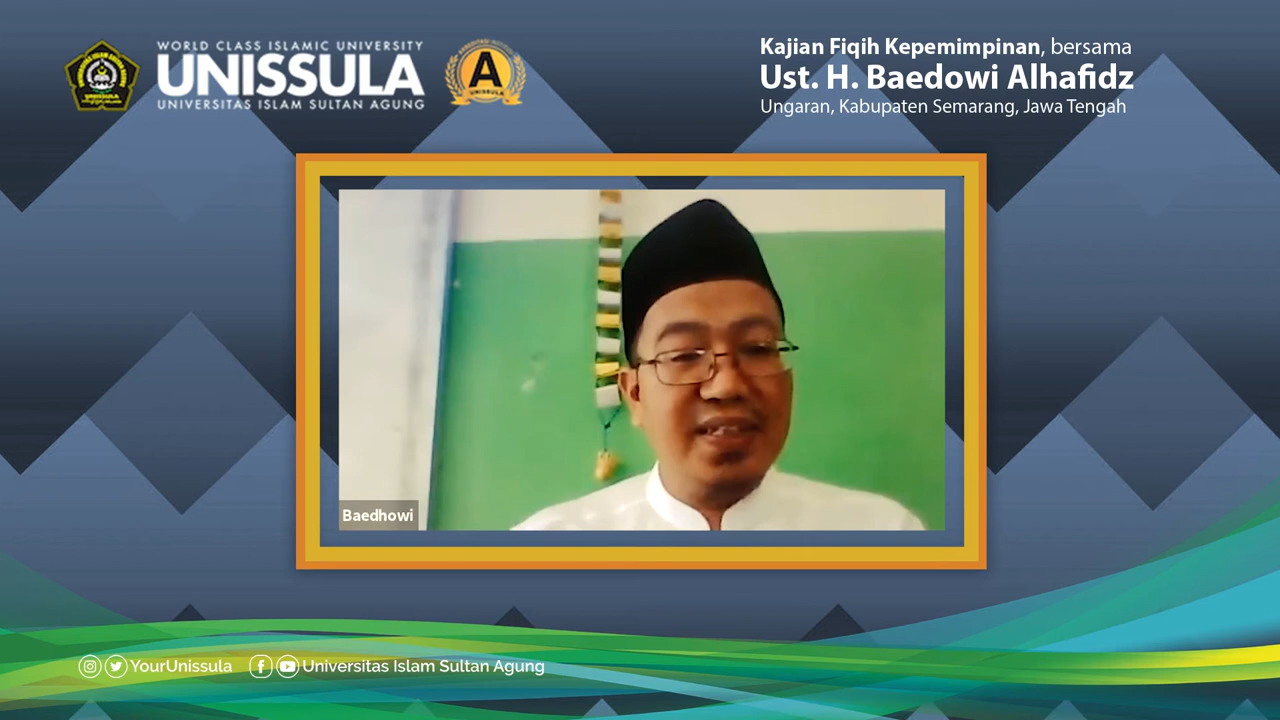 WORLD CLASS ISLAMIC UNIVERSITY
UNISSULA
UNIVERSITAS ISLAM SULTAN AGUNG
A
UNISSULA
Kajian Fiqih Kepemimpinan, bersama
Ust. H. Baedowi Alhafidz
Ungaran, Kabupaten Semarang, Jawa Tengah
Baedhowi
YourUnissula
Universitas Islam Sultan Agung